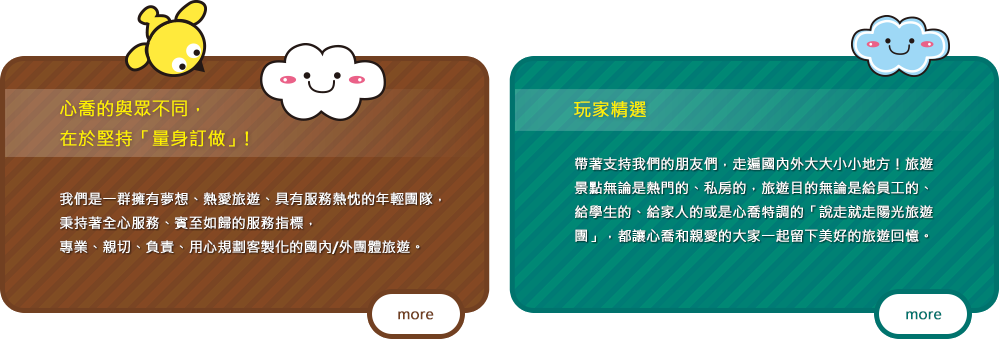 心喬的與眾不同，
在於堅持「量身訂做」!
我們是一群擁有夢想、熱愛旅遊、具有服務熱忱的年輕團隊，
秉持著全心服務、賓至如歸的服務指標，
專業、親切、負責、用心規劃客製化的國內/外團體旅遊。
more
玩家精選
帶著支持我們的朋友們，走遍國內外大大小小地方！旅遊
景點無論是熱門的、私房的，旅遊目的無論是給員工的、
給學生的、給家人的或是心喬特調的「說走就走陽光旅遊
團」，都讓心喬和親愛的大家一起留下美好的旅遊回憶。
more